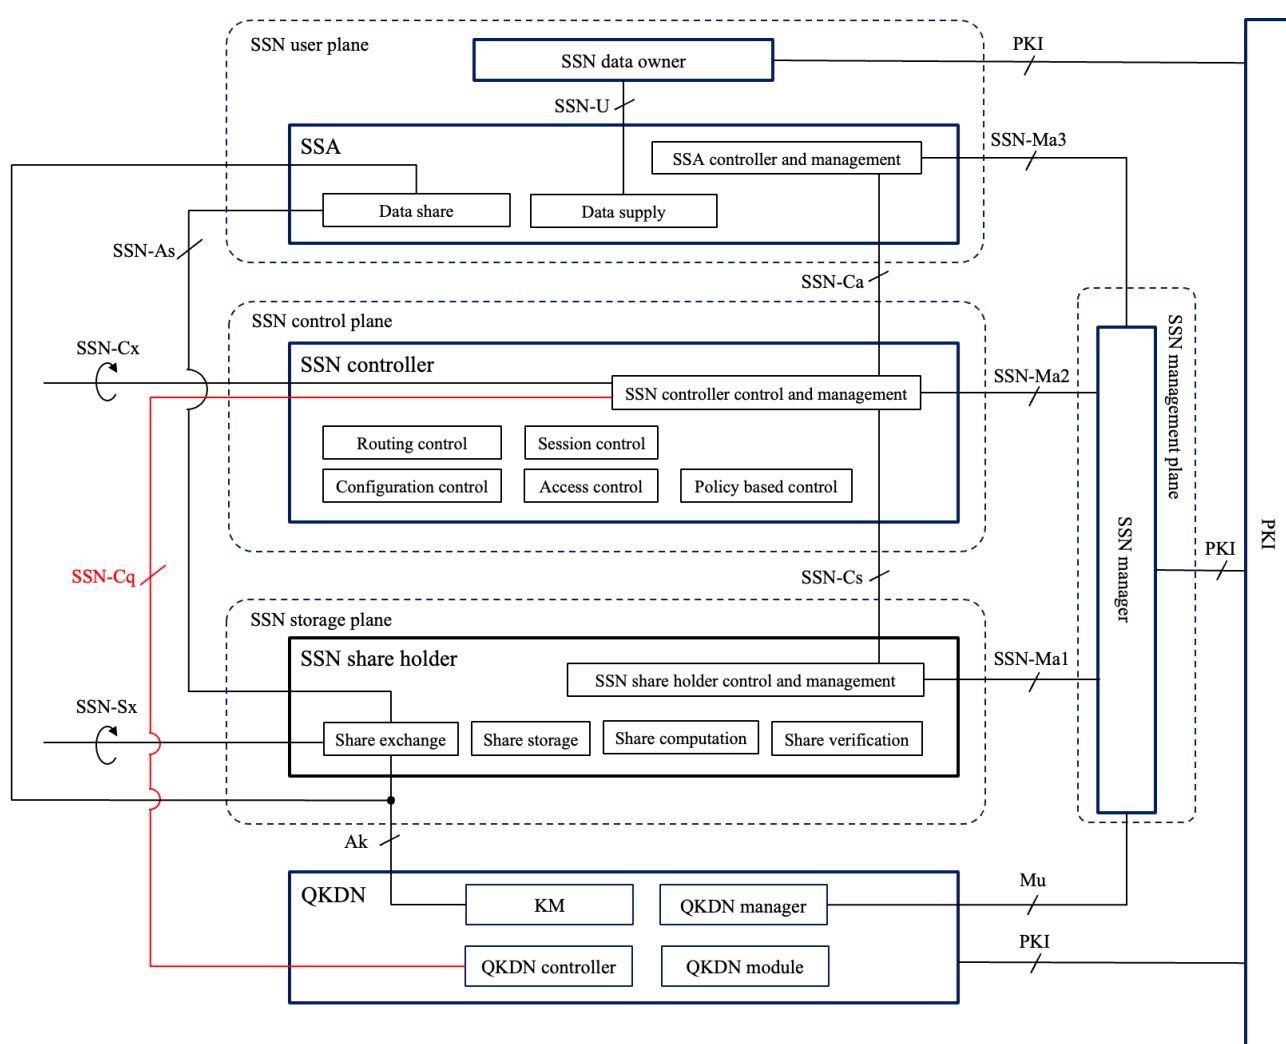 SSN user plane
SSN data owner
PKI
SSN-U
SSA
SSA controller and management
SSN-Ma3
Data share
Data supply
SSN-As
SSN-Ca
SSN control plane
SSN-Cx
SSN controller
SSN controller control and management
SSN-Ma2
SSN management plane
Routing control
Session control
Configuration control
Access control
Policy based control
SSN manager
PKI
PKI
SSN-Cq
SSN-Cs
SSN storage plane
SSN share holder
SSN share holder control and management
SSN-Ma1
SSN-Sx
Share exchange
Share storage
Share computation
Share verification
Ak
QKDN
KM
QKDN manager
Mu
QKDN controller
QKDN module
PKI